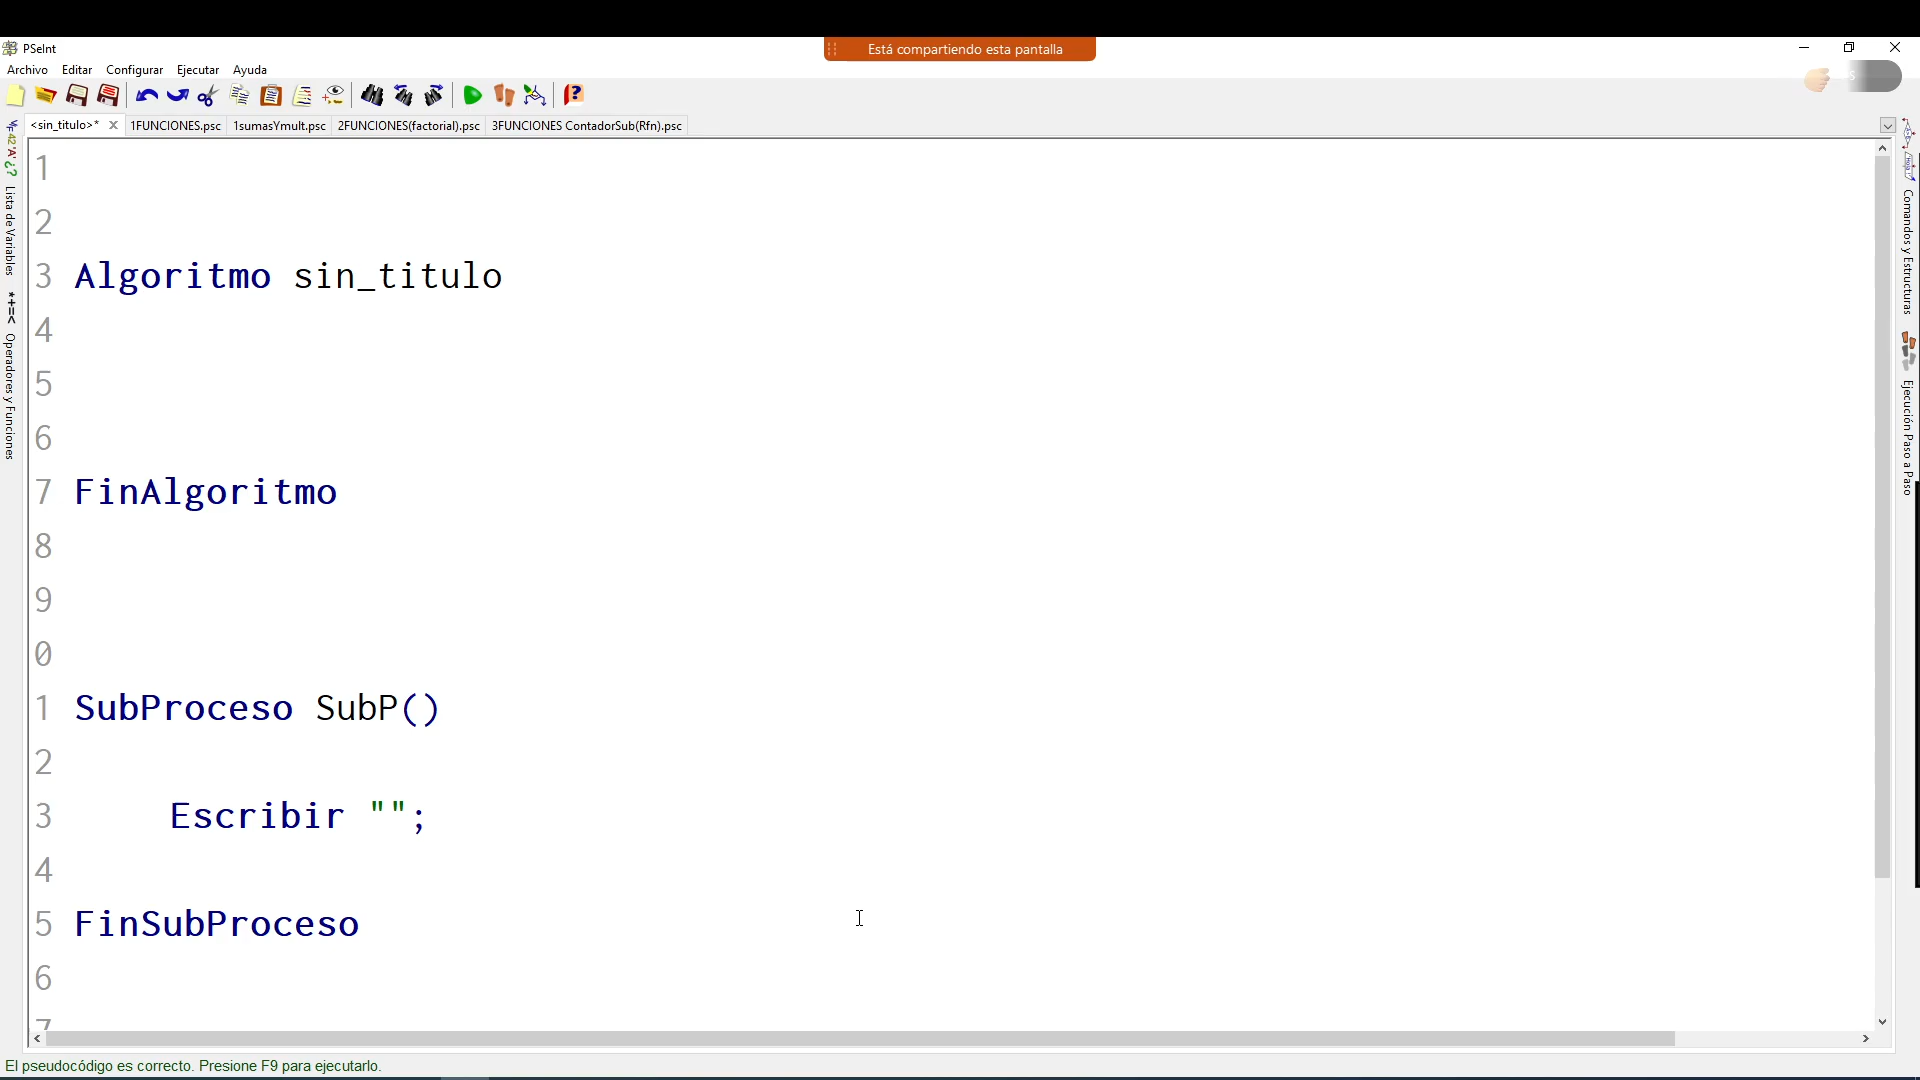 PSeInt
Está compartiendo esta pantalla
Archivo Editar Configurar Ejecutar Ayuda
<sin_titulo>* 1FUNCIONES.psc 1sumasYmult.psc 2FUNCIONES(factorial).psc 3FUNCIONES ContadorSub(Rfn).psc
1
2
3 Algoritmo sin_titulo
4
5
6
7 FinAlgoritmo
8
9
0
1 SubProceso SubP()
2
3 Escribir "";
4
5 FinSubProceso
6
7
Lista de Variables
*+=< Operadores y Funciones
Comandos y Estructuras
Ejecución Paso a Paso
El pseudocódigo es correcto. Presione F9 para ejecutarlo.